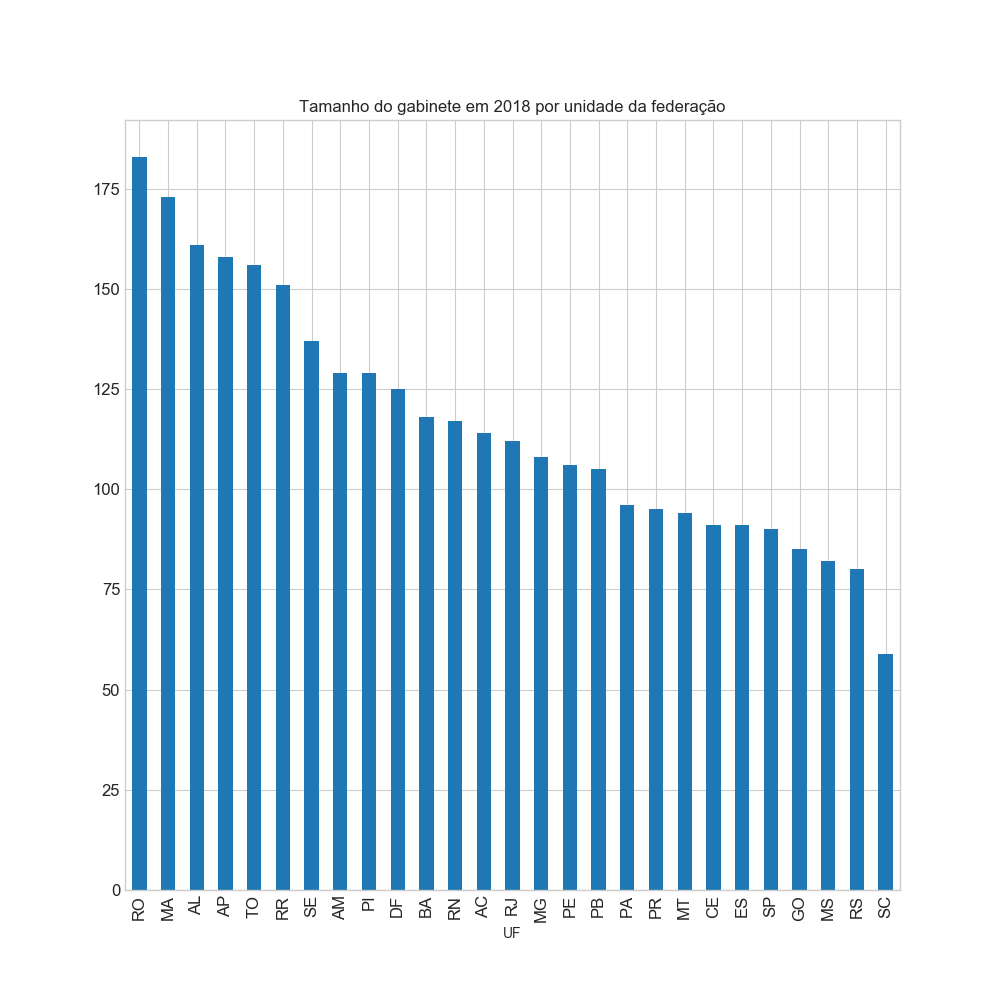 Tamanho do gabinete em 2018 por unidade da federação
175
150
125
100
75
50
25
0
RO MA AL AP TO RR SE AM PI DF BA RN AC RJ MG PE PB PA PR MT CE ES SP GO MS RS SC
UF